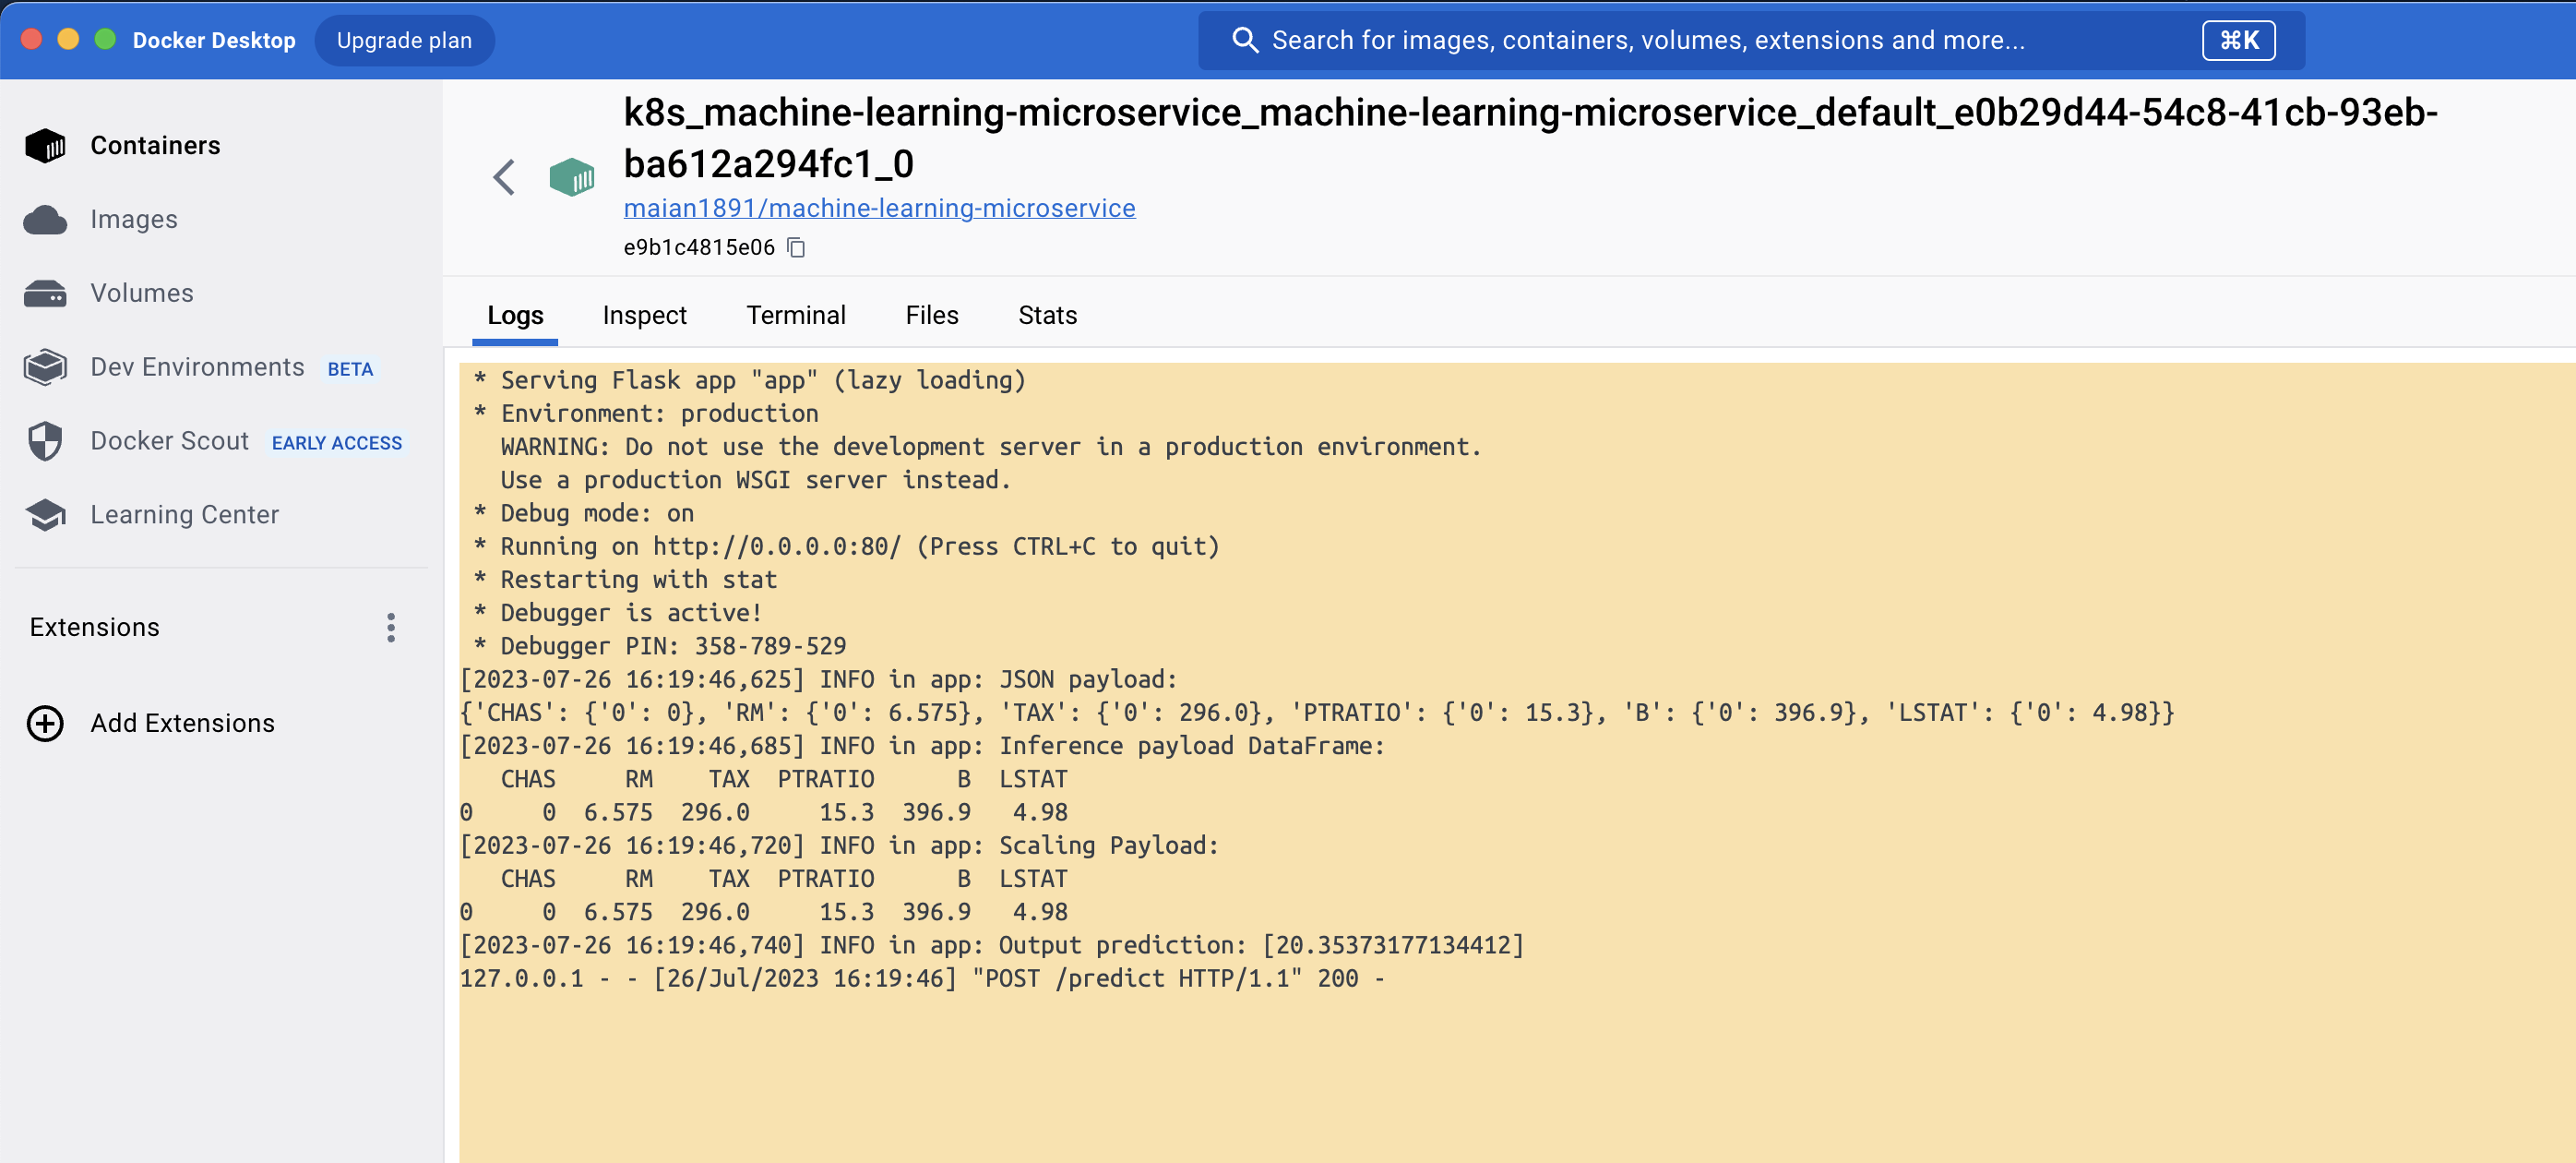 Docker Desktop Upgrade plan Search for images, containers, volumes, extensions and more... ⌘K
Containers
Images
Volumes
Dev Environments BETA
Docker Scout EARLY ACCESS
Learning Center
Extensions
Add Extensions
k8s_machine-learning-microservice_machine-learning-microservice_default_e0b29d44-54c8-41cb-93eb-
ba612a294fc1_0
maian1891/machine-learning-microservice
e9b1c4815e06
Logs Inspect Terminal Files Stats
 * Serving Flask app "app" (lazy loading)
 * Environment: production
   WARNING: Do not use the development server in a production environment.
   Use a production WSGI server instead.
 * Debug mode: on
 * Running on http://0.0.0.0:80/ (Press CTRL+C to quit)
 * Restarting with stat
 * Debugger is active!
 * Debugger PIN: 358-789-529
[2023-07-26 16:19:46,625] INFO in app: JSON payload:
{'CHAS': {'0': 0}, 'RM': {'0': 6.575}, 'TAX': {'0': 296.0}, 'PTRATIO': {'0': 15.3}, 'B': {'0': 396.9}, 'LSTAT': {'0': 4.98}}
[2023-07-26 16:19:46,685] INFO in app: Inference payload DataFrame:
   CHAS     RM    TAX  PTRATIO      B  LSTAT
0     0  6.575  296.0     15.3  396.9   4.98
[2023-07-26 16:19:46,720] INFO in app: Scaling Payload:
   CHAS     RM    TAX  PTRATIO      B  LSTAT
0     0  6.575  296.0     15.3  396.9   4.98
[2023-07-26 16:19:46,740] INFO in app: Output prediction: [20.35373177134412]
127.0.0.1 - - [26/Jul/2023 16:19:46] "POST /predict HTTP/1.1" 200 -